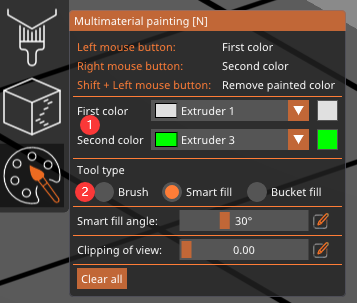 Multimaterial painting [N]
Left mouse button: First color
Right mouse button: Second color
Shift + Left mouse button: Remove painted color
First color Extruder 1
1
Second color Extruder 3
Tool type
2 Brush Smart fill Bucket fill
Smart fill angle: 30°
Clipping of view: 0.00
Clear all